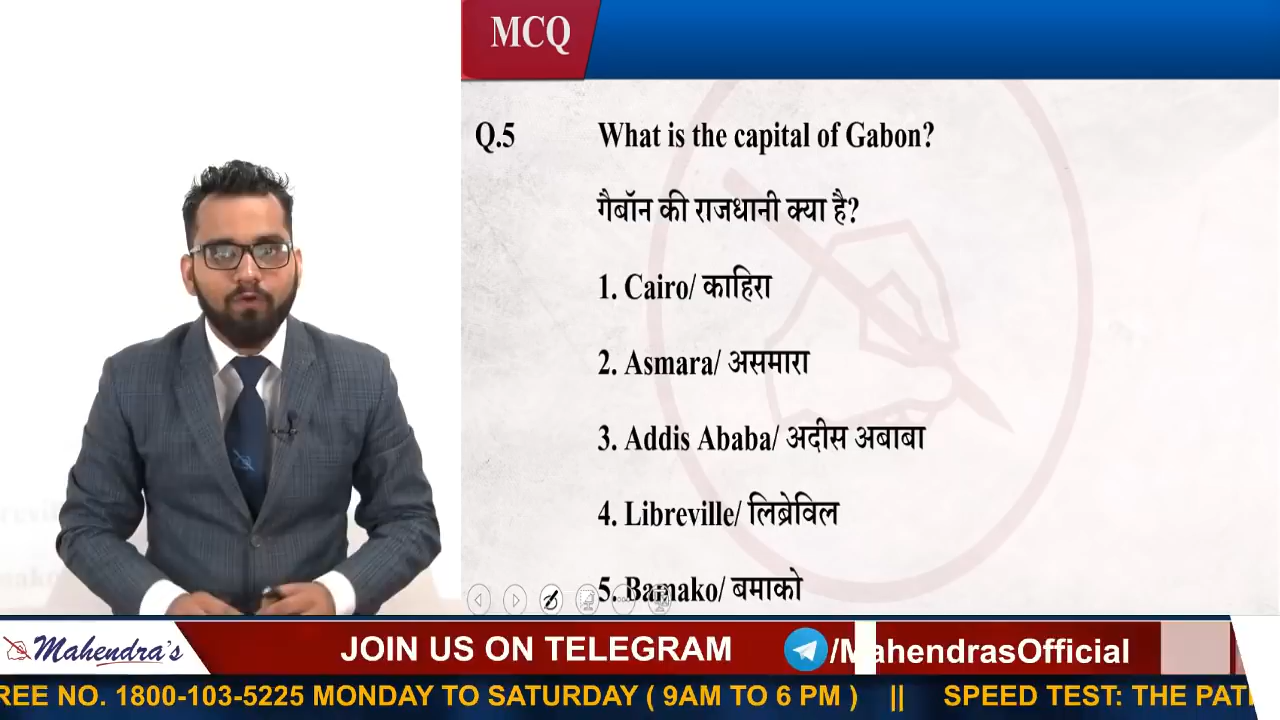 MCQ
Q.5 What is the capital of Gabon?
गैबॉन की राजधानी क्या है?
1. Cairo/ काहिरा
2. Asmara/ असमारा
3. Addis Ababa/ अदीस अबाबा
4. Libreville/ लिब्रेविल
5. Bamako/ बमाको
Mahendra's JOIN US ON TELEGRAM /MahendrasOfficial
NO. 1800-103-5225 MONDAY TO SATURDAY ( 9AM TO 6 PM ) || SPEED TEST: THE